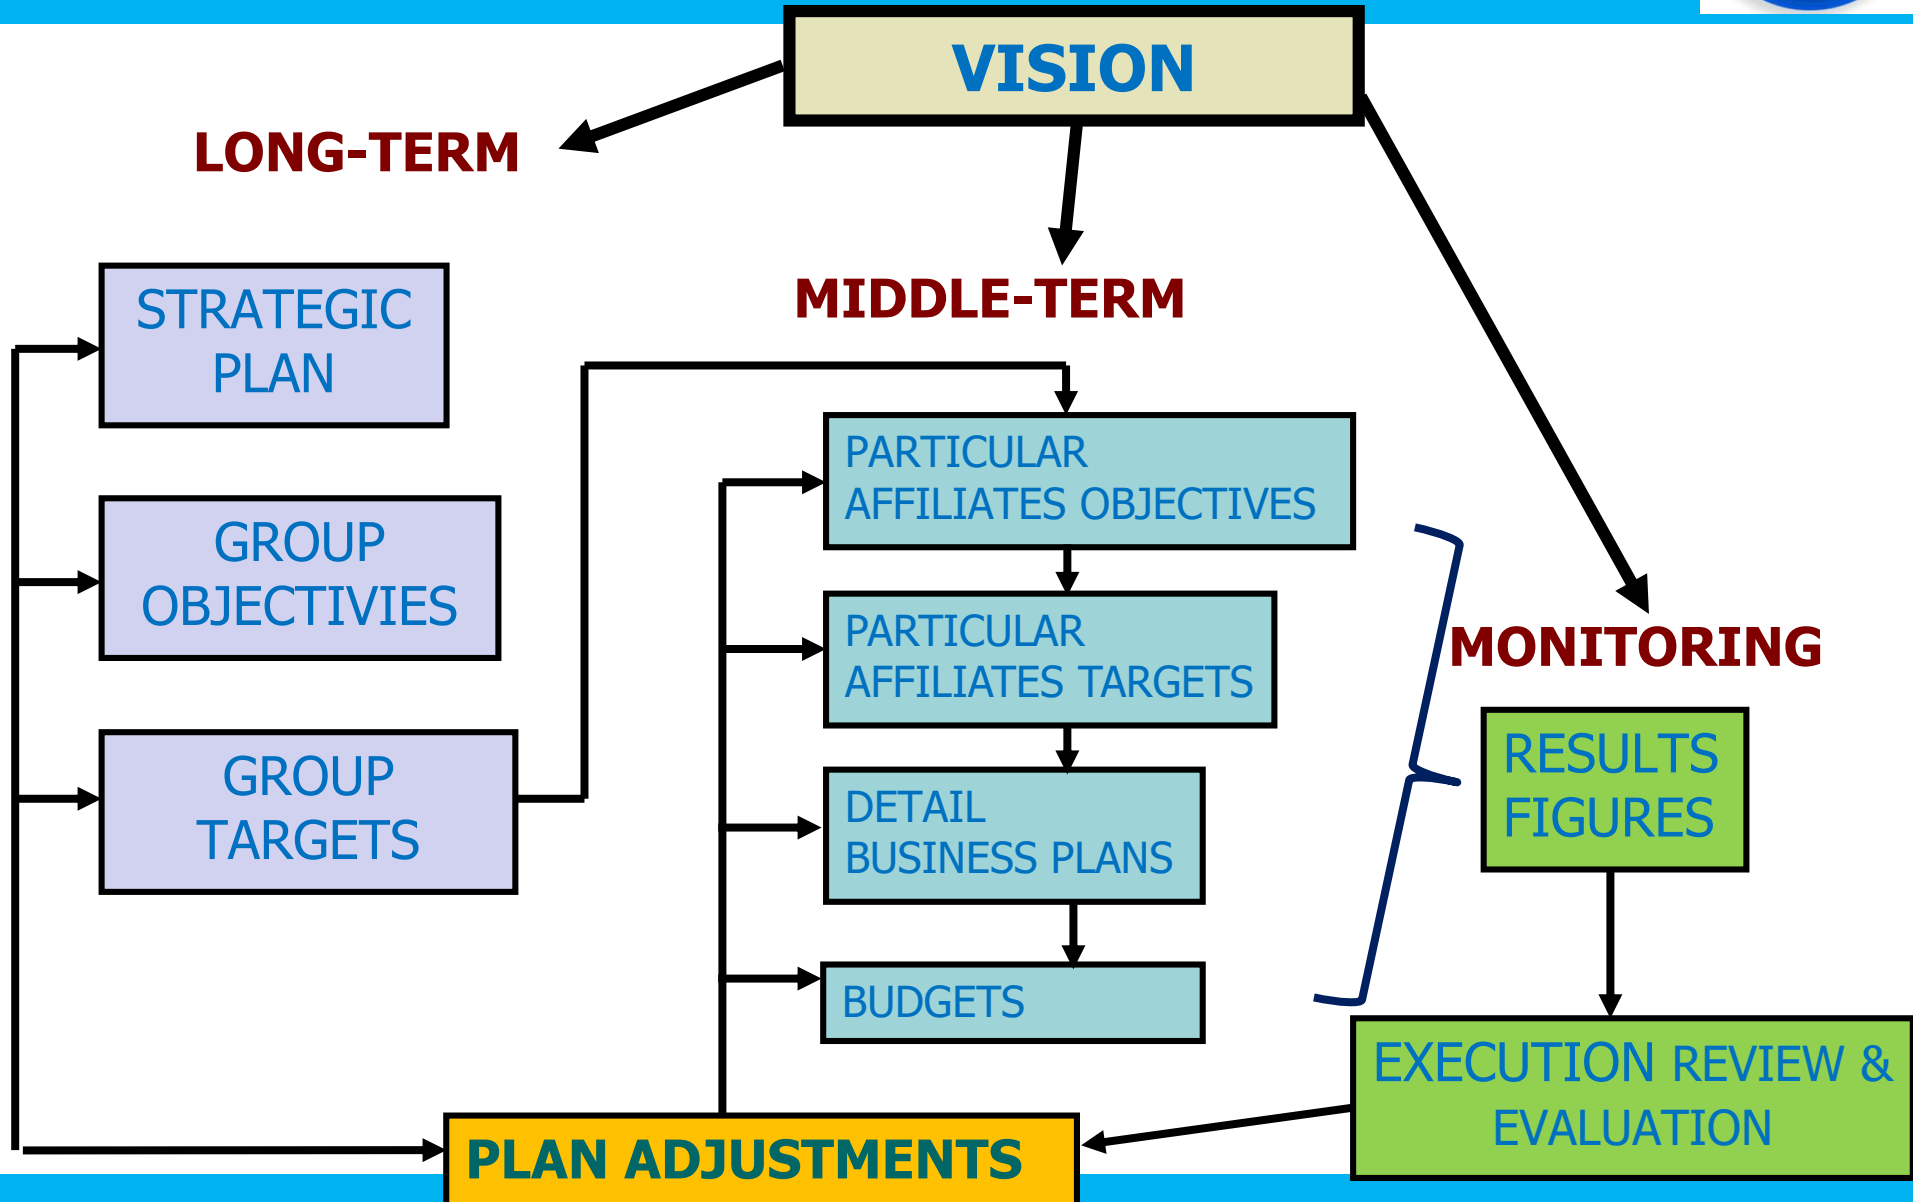 VISION
LONG-TERM
STRATEGIC
PLAN
GROUP
OBJECTIVIES
GROUP
TARGETS
MIDDLE-TERM
PARTICULAR
AFFILIATES OBJECTIVES
PARTICULAR
AFFILIATES TARGETS
DETAIL
BUSINESS PLANS
BUDGETS
MONITORING
RESULTS
FIGURES
EXECUTION REVIEW &
EVALUATION
PLAN ADJUSTMENTS